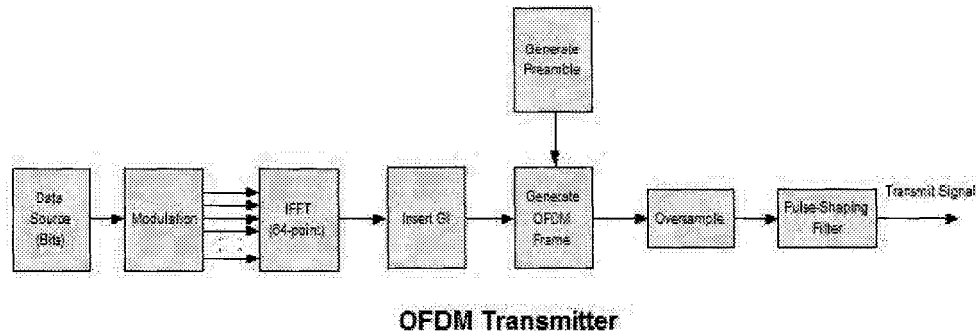 Generate
Preamble
Data
Source
(Bits)
Modulation
IFFT
(64-point)
Insert GI
Generate
OFDM
Frame
Oversample
Pulse-Shaping
Filter
Transmit Signal
OFDM Transmitter